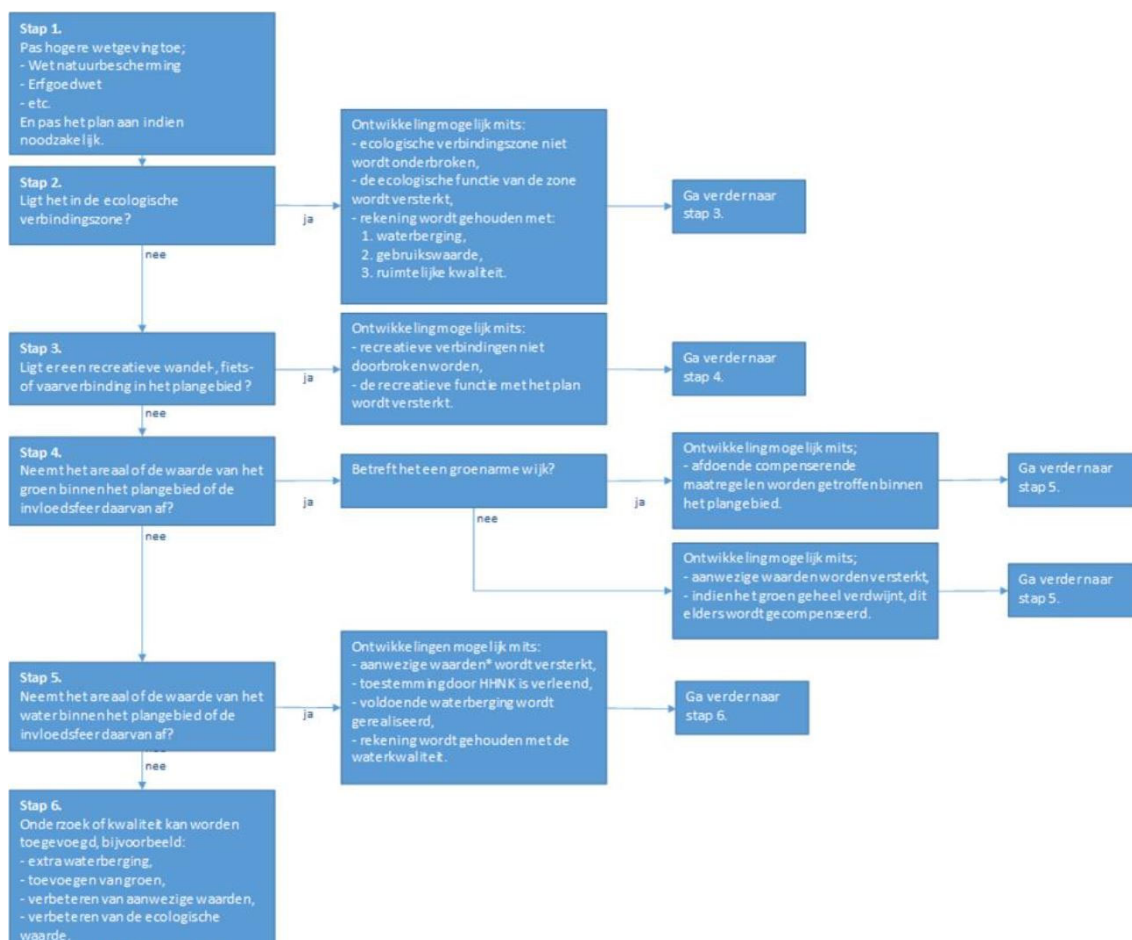 Stap 1.
Pas hogere wetgeving toe;
- Wet natuurbescherming
- Erfgoedwet
- etc.
En pas het plan aan indien
noodzakelijk.
Stap 2.
Ligt het in de ecologische
verbindingszone?
ja
nee
Ontwikkeling mogelijk mits:
- ecologische verbindingszone niet
wordt onderbroken,
- de ecologische functie van de zone
wordt versterkt,
- rekening wordt gehouden met:
1. waterberging,
2. gebruikswaarde,
3. ruimtelijke kwaliteit.
Ga verder naar
stap 3.
Stap 3.
Ligt er een recreatieve wandel-, fiets-
of vaarverbinding in het plangebied ?
ja
nee
Ontwikkeling mogelijk mits:
- recreatieve verbindingen niet
doorbroken worden,
- de recreatieve functie met het plan
wordt versterkt.
Ga verder naar
stap 4.
Stap 4.
Neemt het areaal of de waarde van het
groen binnen het plangebied of de
invloedsfeer daarvan af?
ja
nee
Betreft het een groenarme wijk?
ja
nee
Ontwikkeling mogelijk mits;
- afdoende compenserende
maatregelen worden getroffen binnen
het plangebied.
Ga verder naar
stap 5.
Ontwikkeling mogelijk mits;
- aanwezige waarden worden versterkt,
- indien het groen geheel verdwijnt, dit
elders wordt gecompenseerd.
Ga verder naar
stap 5.
Stap 5.
Neemt het areaal of de waarde van het
water binnen het plangebied of de
invloedsfeer daarvan af?
ja
nee
Ontwikkelingen mogelijk mits:
- aanwezige waarden* wordt versterkt,
- toestemming door HHNK is verleend,
- voldoende waterberging wordt
gerealiseerd,
- rekening wordt gehouden met de
waterkwaliteit.
Ga verder naar
stap 6.
Stap 6.
Onderzoek of kwaliteit kan worden
toegevoegd, bijvoorbeeld:
- extra waterberging,
- toevoegen van groen,
- verbeteren van aanwezige waarden,
- verbeteren van de ecologische
waarde.